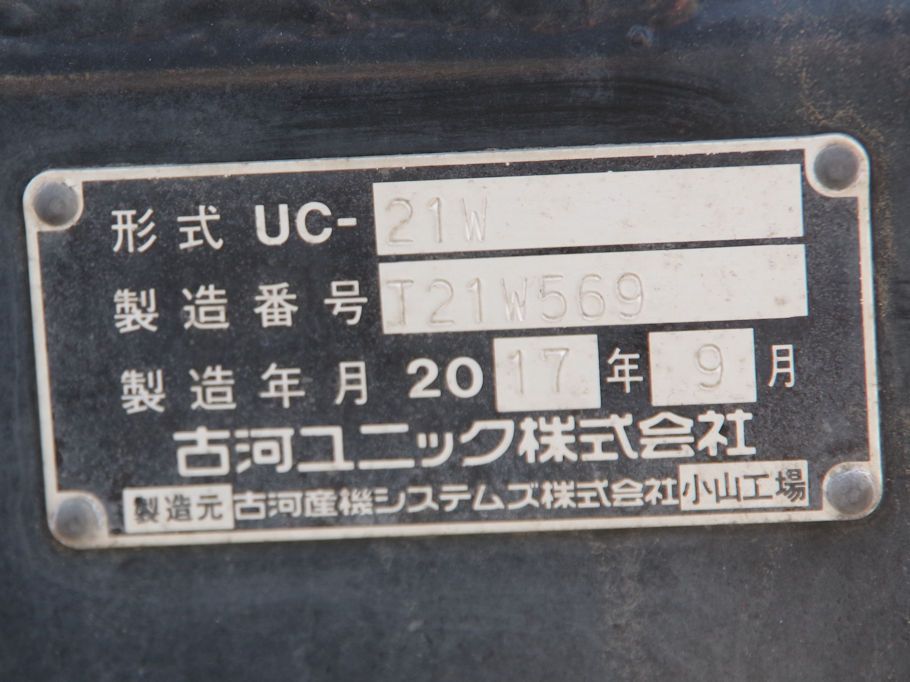 形式 UC-21W
製造番号 T21W569
製造年月 2017年 9月
古河ユニック株式会社
製造元 古河産機システムズ株式会社 小山工場